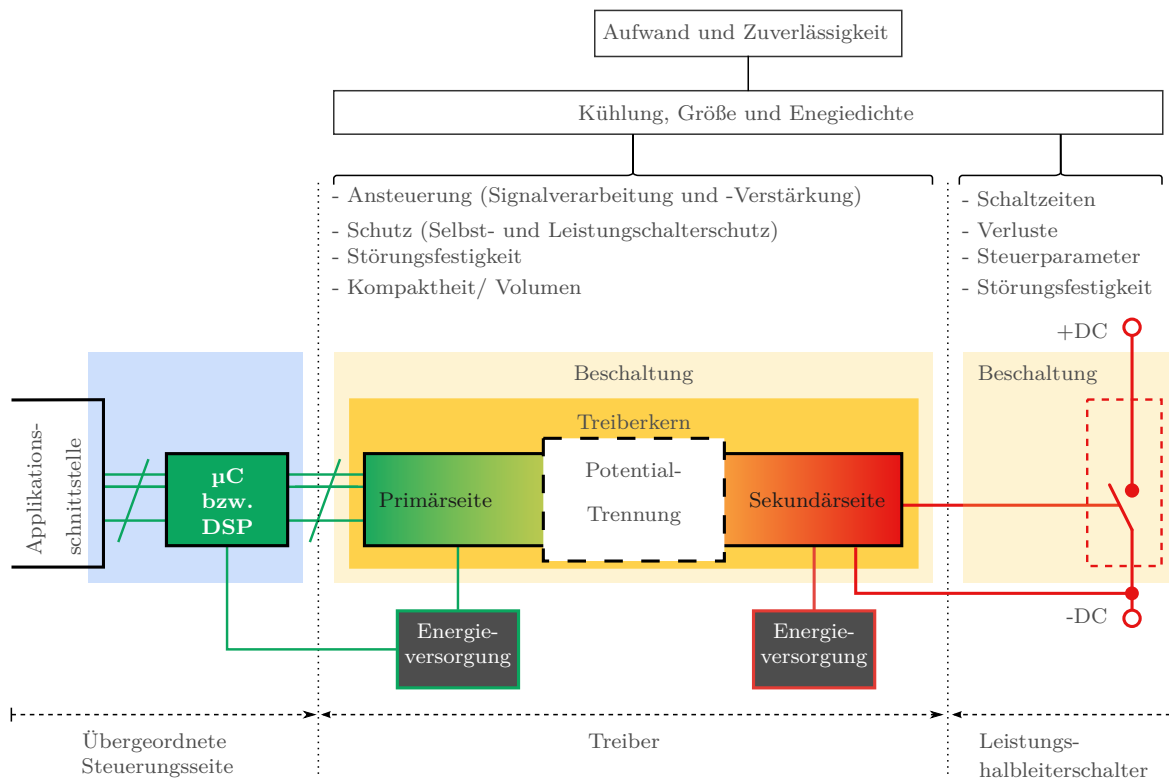 Aufwand und Zuverlässigkeit
Kühlung, Größe und Enegiedichte
- Ansteuerung (Signalverarbeitung und -Verstärkung)
- Schutz (Selbst- und Leistungschalterschutz)
- Störungsfestigkeit
- Kompaktheit/ Volumen
- Schaltzeiten
- Verluste
- Steuerparameter
- Störungsfestigkeit
+DC
Beschaltung
Beschaltung
Treiberkern
Applikations-
schnittstelle
µC
bzw.
DSP
Primärseite
Potential-
Trennung
Sekundärseite
-DC
Energie-
versorgung
Energie-
versorgung
Übergeordnete
Steuerungsseite
Treiber
Leistungs-
halbleiterschalter